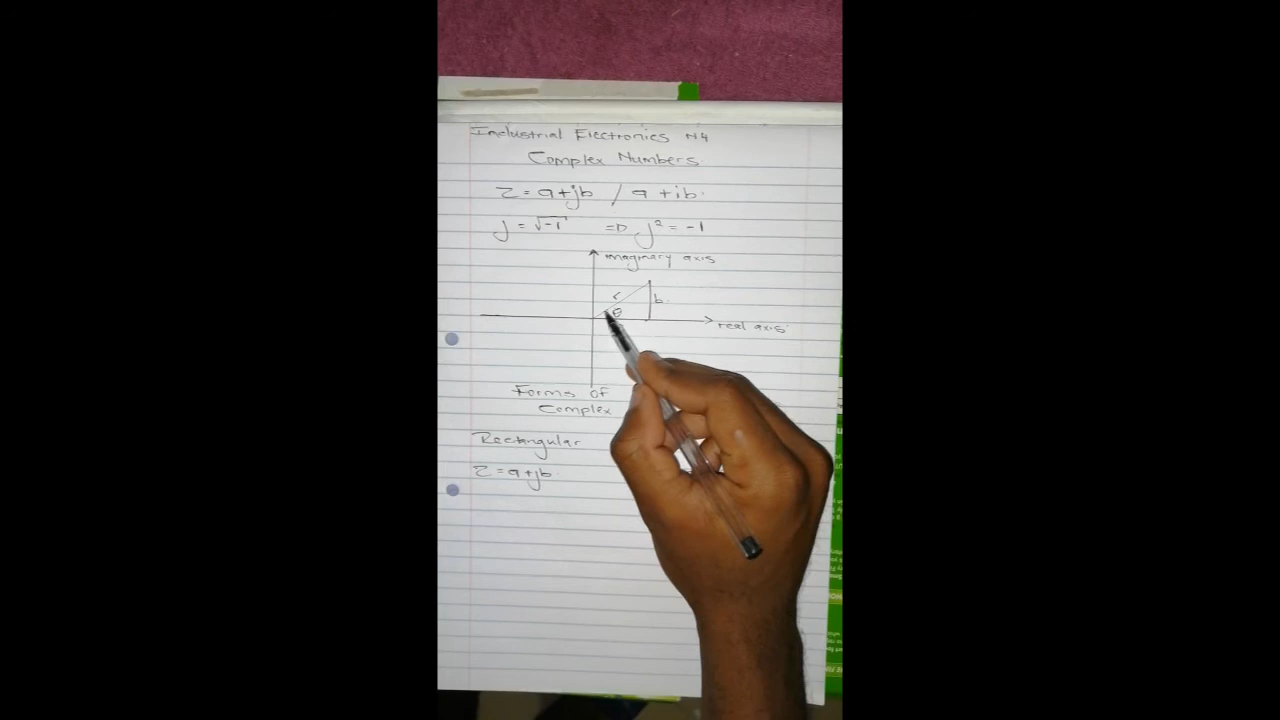 Industrial Electronics N4
Complex Numbers
Z = a+jb / a+ib.
j = √-1 => j² = -1
imaginary axis
r
b
θ
real axis
Forms of
Complex
Rectangular
Z = a+jb.